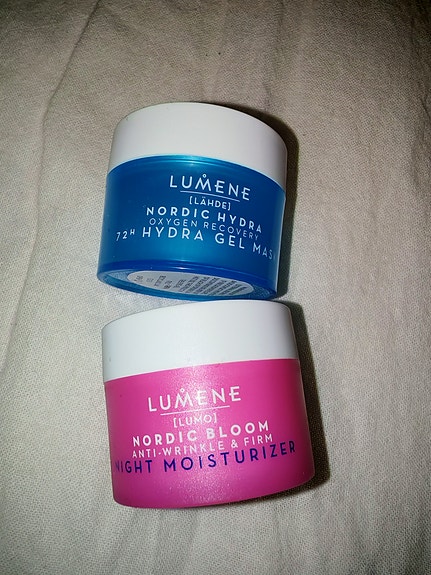 LUMENE
[LÄHDE]
NORDIC HYDRA
OXYGEN RECOVERY
72H HYDRA GEL MAS
LUMENE
[LUMO]
NORDIC BLOOM
ANTI-WRINKLE & FIRM
NIGHT MOISTURIZER